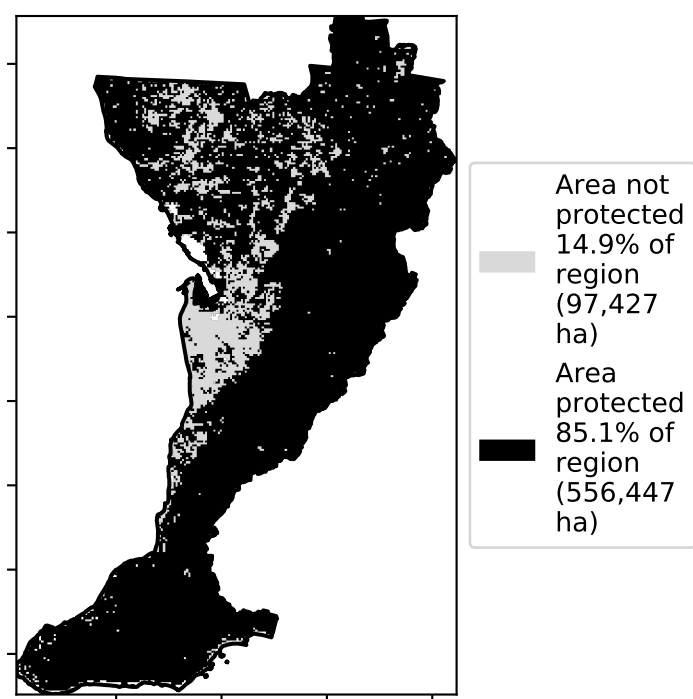 Area not
protected
14.9% of
region
(97,427
ha)
Area
protected
85.1% of
region
(556,447
ha)